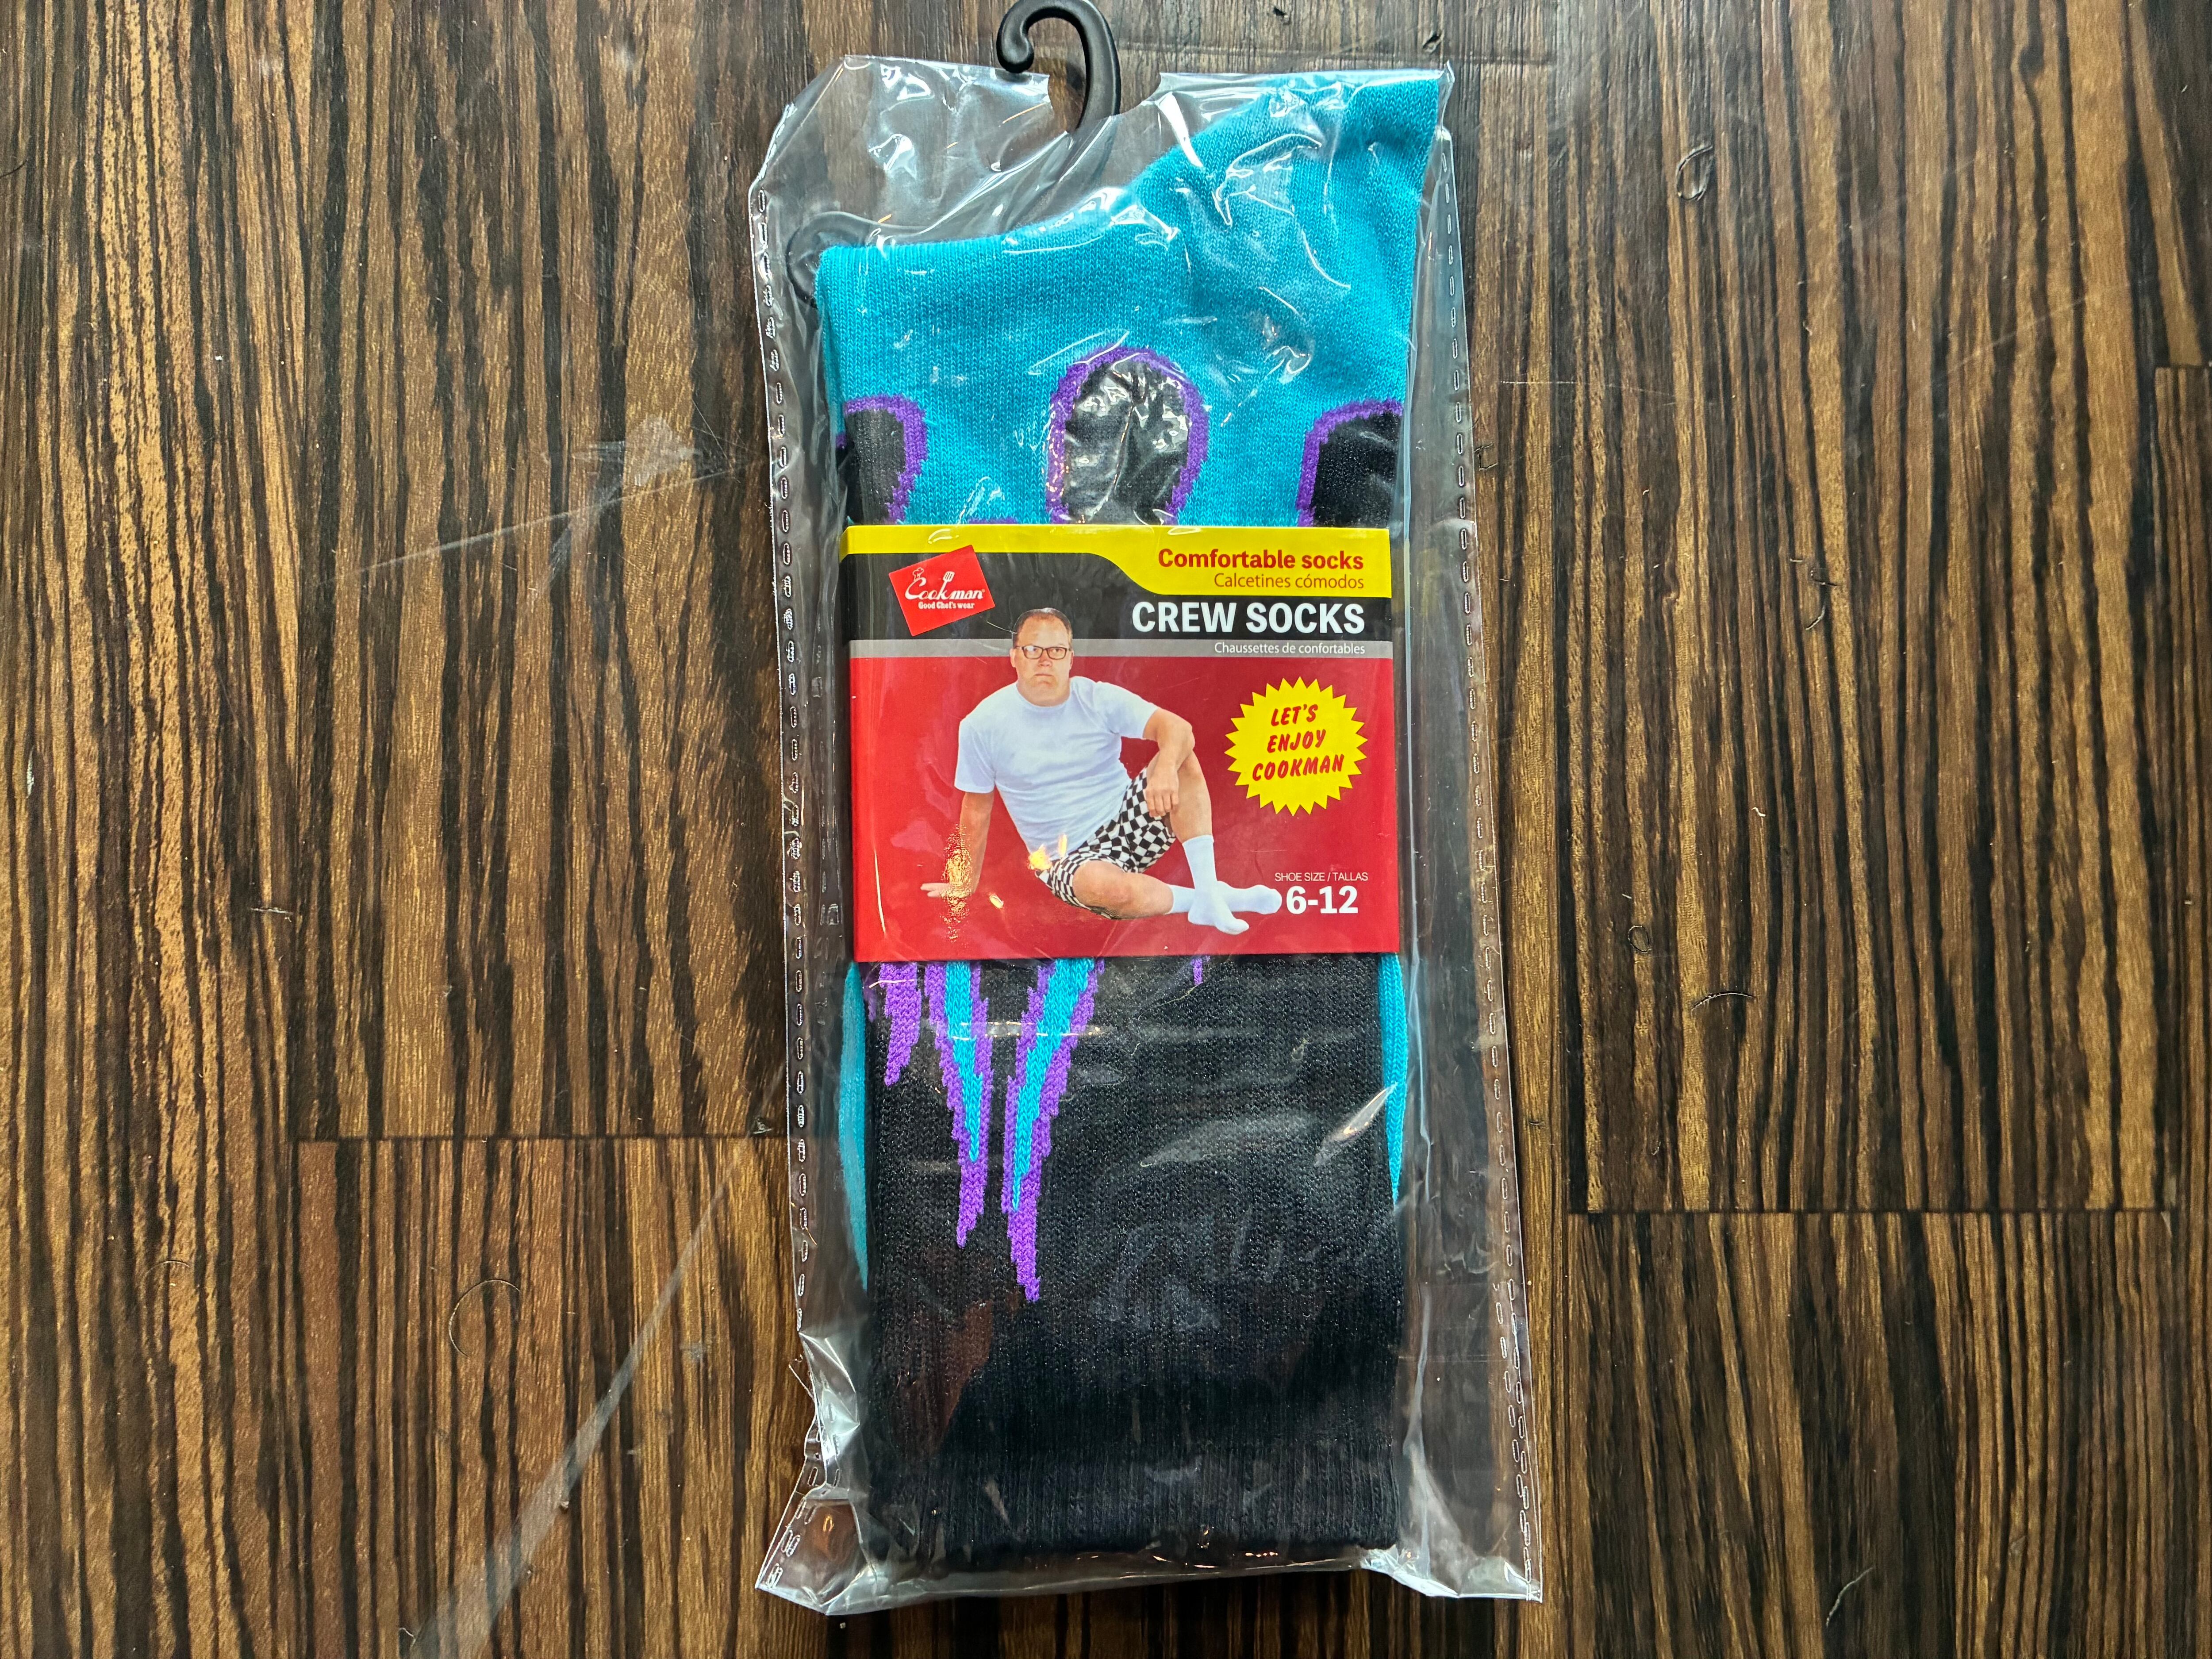 Cookman
Good Chef's wear
Comfortable socks
Calcetines cómodos
CREW SOCKS
Chaussettes de confortables
LET'S
ENJOY
COOKMAN
SHOE SIZE / TALLAS
6-12